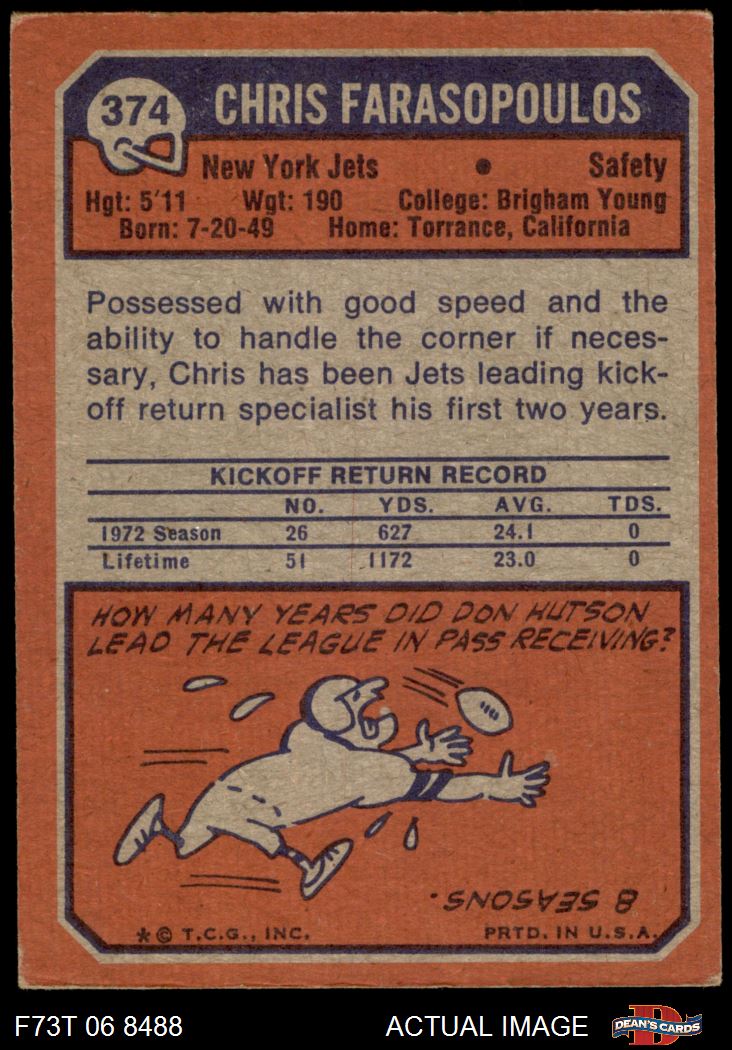 374
CHRIS FARASOPOULOS
New York Jets • Safety
Hgt: 5'11 Wgt: 190 College: Brigham Young
Born: 7-20-49 Home: Torrance, California
Possessed with good speed and the
ability to handle the corner if neces-
sary, Chris has been Jets leading kick-
off return specialist his first two years.
KICKOFF RETURN RECORD
NO. YDS. AVG. TDS.
1972 Season 26 627 24.1 0
Lifetime 51 1172 23.0 0
HOW MANY YEARS DID DON HUTSON
LEAD THE LEAGUE IN PASS RECEIVING?
8 SEASONS.
* © T.C.G., INC. PRTD. IN U.S.A.
F73T 06 8488 ACTUAL IMAGE
D
DEAN'S CARDS